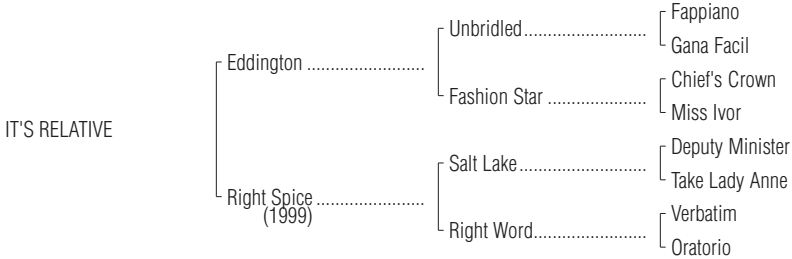 Fappiano
Unbridled........................
Gana Facil
Eddington .........................
Chief's Crown
Fashion Star .....................
Miss Ivor
IT'S RELATIVE
Deputy Minister
Salt Lake...........................
Take Lady Anne
Right Spice.......................
(1999)
Verbatim
Right Word........................
Oratorio